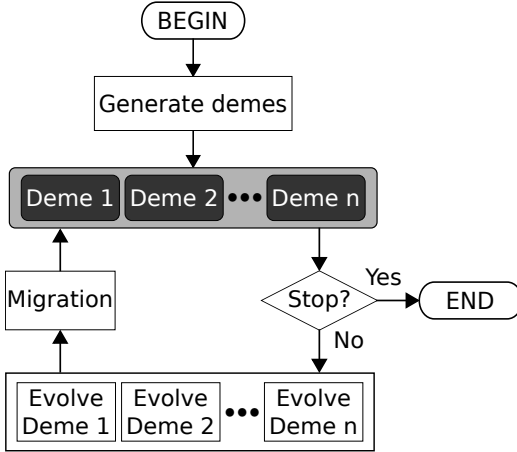 BEGIN
Generate demes
Deme 1 Deme 2 ••• Deme n
Migration
Stop?
Yes
END
No
Evolve Deme 1
Evolve Deme 2
•••
Evolve Deme n